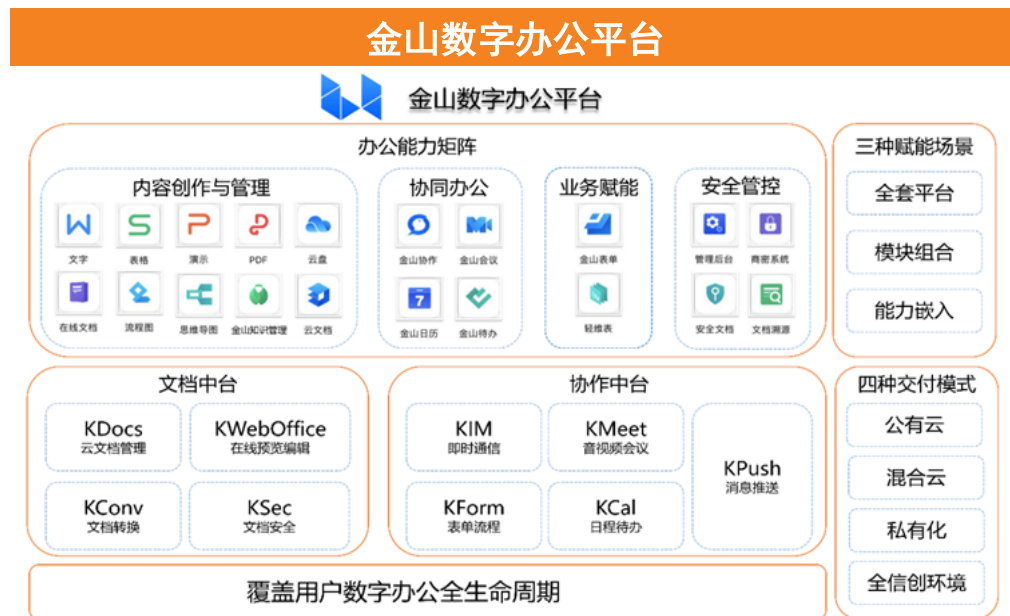 金山数字办公平台
金山数字办公平台
办公能力矩阵
内容创作与管理
文字 表格 演示 PDF 云盘
在线文档 流程图 思维导图 金山知识管理 云文档
协同办公
金山协作 金山会议
7
金山日历 金山待办
业务赋能
金山表单
轻维表
安全管控
管理后台 商密系统
安全文档 文档溯源
三种赋能场景
全套平台
模块组合
能力嵌入
文档中台
KDocs
云文档管理
KWebOffice
在线预览编辑
KConv
文档转换
KSec
文档安全
协作中台
KIM
即时通信
KMeet
音视频会议
KForm
表单流程
KCal
日程待办
KPush
消息推送
四种交付模式
公有云
混合云
私有化
全信创环境
覆盖用户数字办公全生命周期